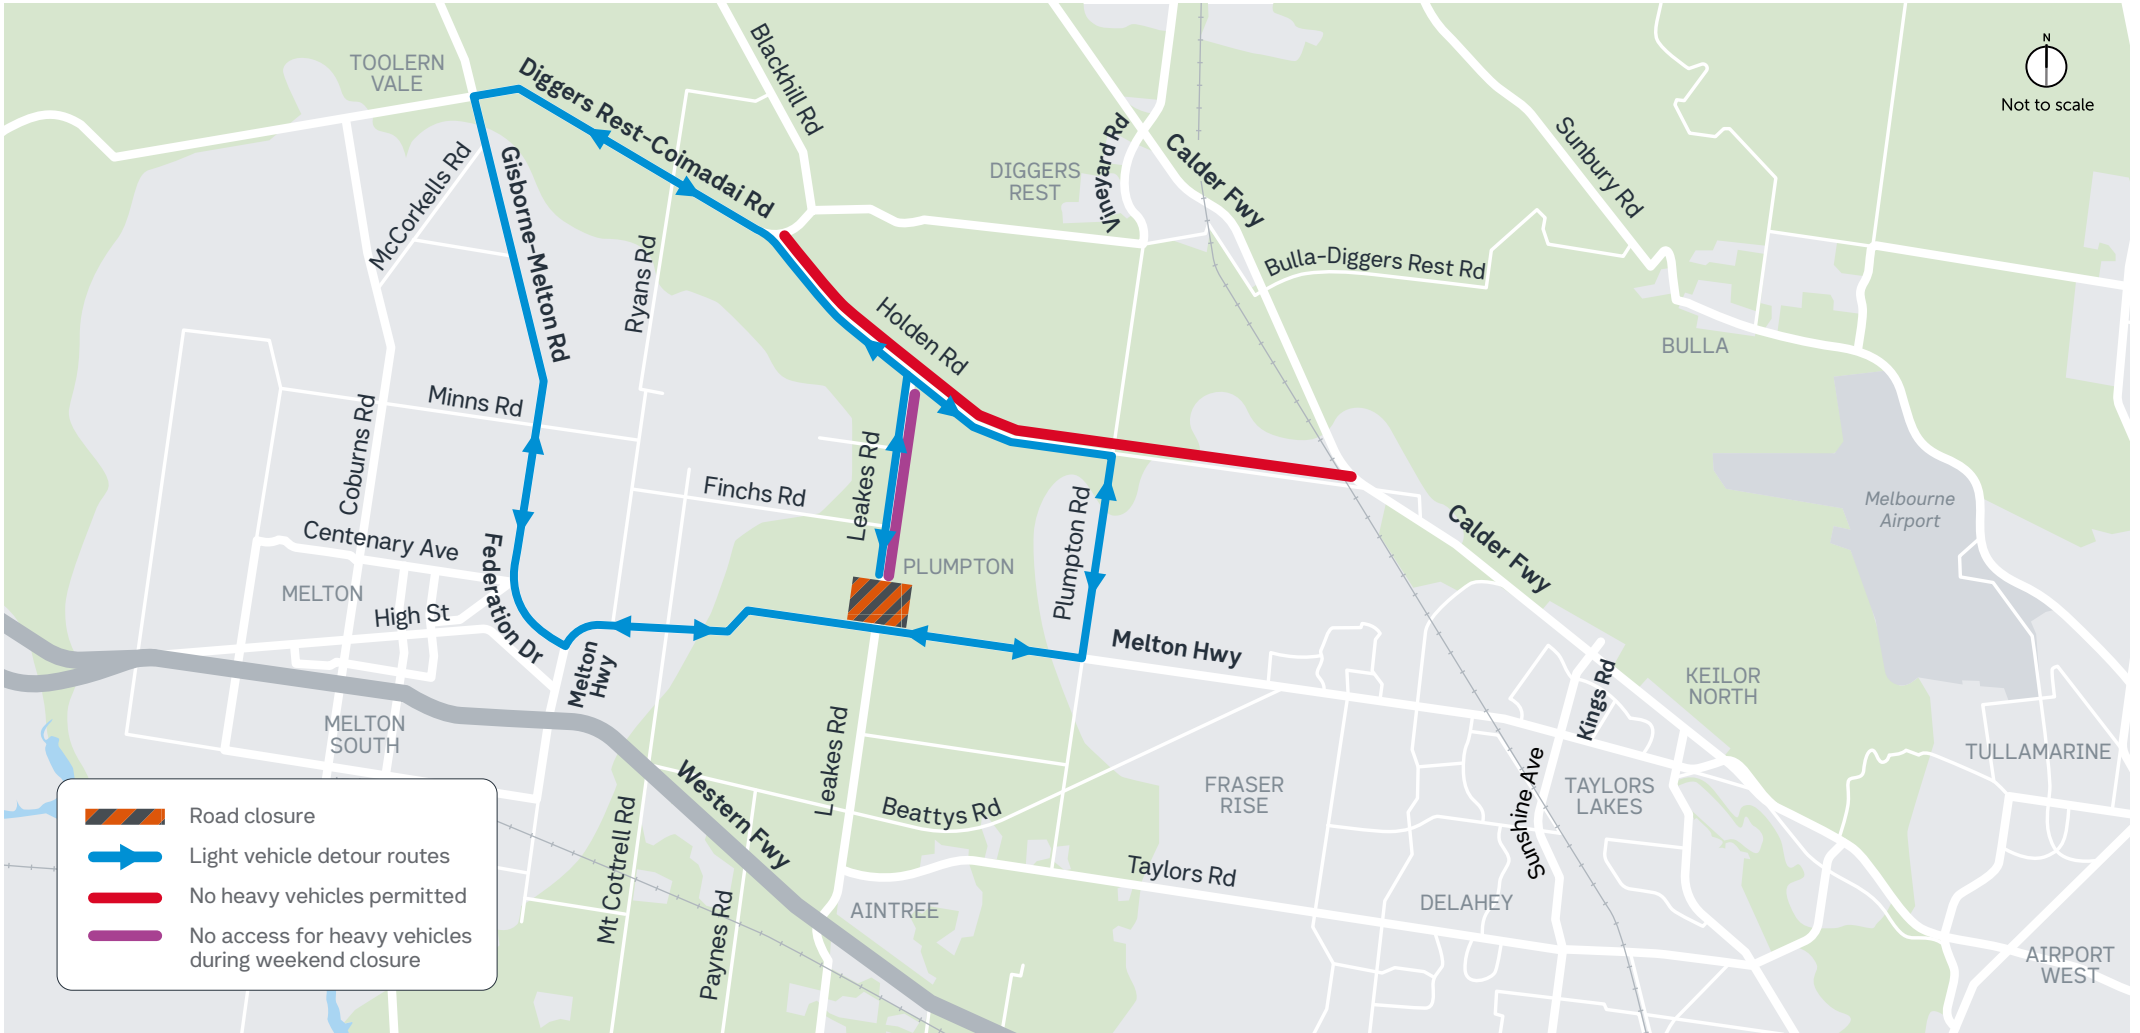 TOOLERN
VALE
Diggers Rest-Coimadai Rd
Blackhill Rd
N
Not to scale
McCorkells Rd
Gisborne-Melton Rd
DIGGERS
REST
Vineyard Rd
Calder Fwy
Sunbury Rd
Ryans Rd
Bulla-Diggers Rest Rd
Holden Rd
BULLA
Minns Rd
Coburns Rd
Finchs Rd
Leakes Rd
Melbourne
Airport
Centenary Ave
Federation Dr
PLUMPTON
Plumpton Rd
Calder Fwy
MELTON
High St
Melton
Hwy
Melton Hwy
Kings Rd
KEILOR
NORTH
MELTON
SOUTH
Leakes Rd
Western Fwy
Beattys Rd
FRASER
RISE
Sunshine Ave
TAYLORS
LAKES
TULLAMARINE
Mt Cottrell Rd
Paynes Rd
Taylors Rd
AINTREE
DELAHEY
AIRPORT
WEST
Road closure
Light vehicle detour routes
No heavy vehicles permitted
No access for heavy vehicles
during weekend closure